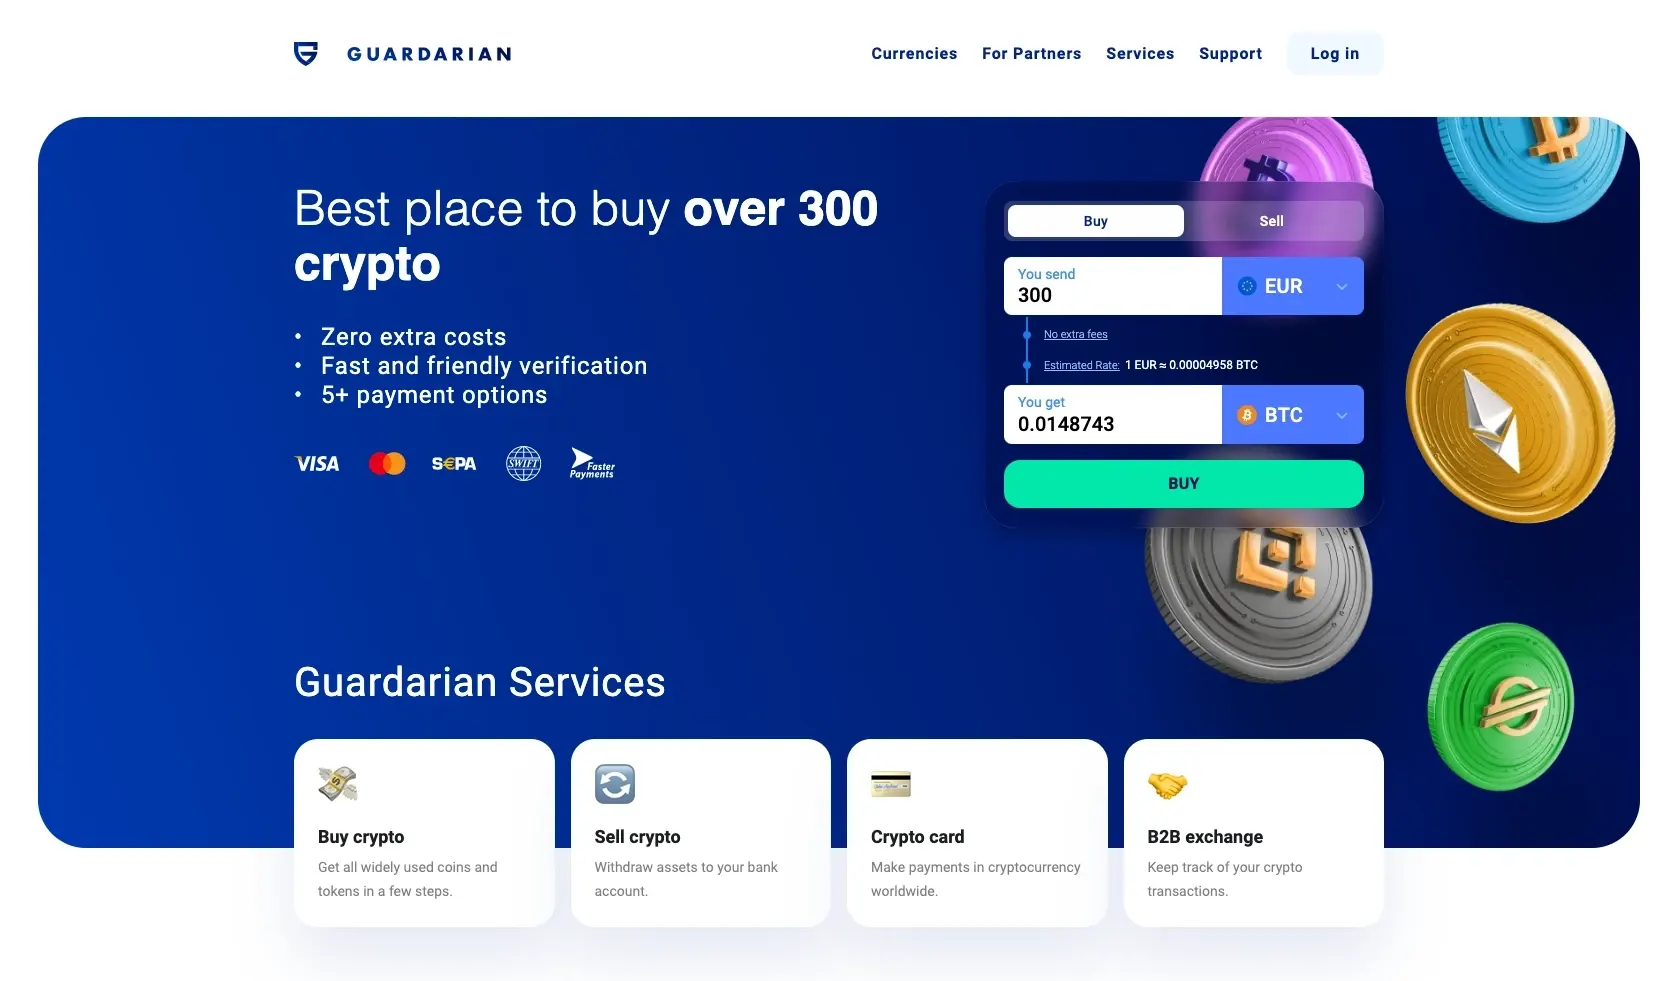 GUARDARIAN
Currencies For Partners Services Support Log in
Best place to buy over 300
crypto
• Zero extra costs
• Fast and friendly verification
• 5+ payment options
VISA SEPA SWIFT Faster
Payments
Buy Sell
You send
300 EUR
No extra fees
Estimated Rate: 1 EUR ≈ 0.00004958 BTC
You get
0.0148743 BTC
BUY
Guardarian Services
Buy crypto
Get all widely used coins and
tokens in a few steps.
Sell crypto
Withdraw assets to your bank
account.
Crypto card
Make payments in cryptocurrency
worldwide.
B2B exchange
Keep track of your crypto
transactions.